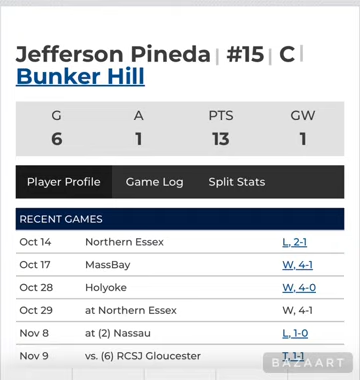 Jefferson Pineda | #15 | C |
Bunker Hill
G A PTS GW
6 1 13 1
Player Profile Game Log Split Stats
RECENT GAMES
Oct 14 Northern Essex L, 2-1
Oct 17 MassBay W, 4-1
Oct 28 Holyoke W, 4-0
Oct 29 at Northern Essex W, 4-1
Nov 8 at (2) Nassau L, 1-0
Nov 9 vs. (6) RCSJ Gloucester T, 1-1
BAZAART